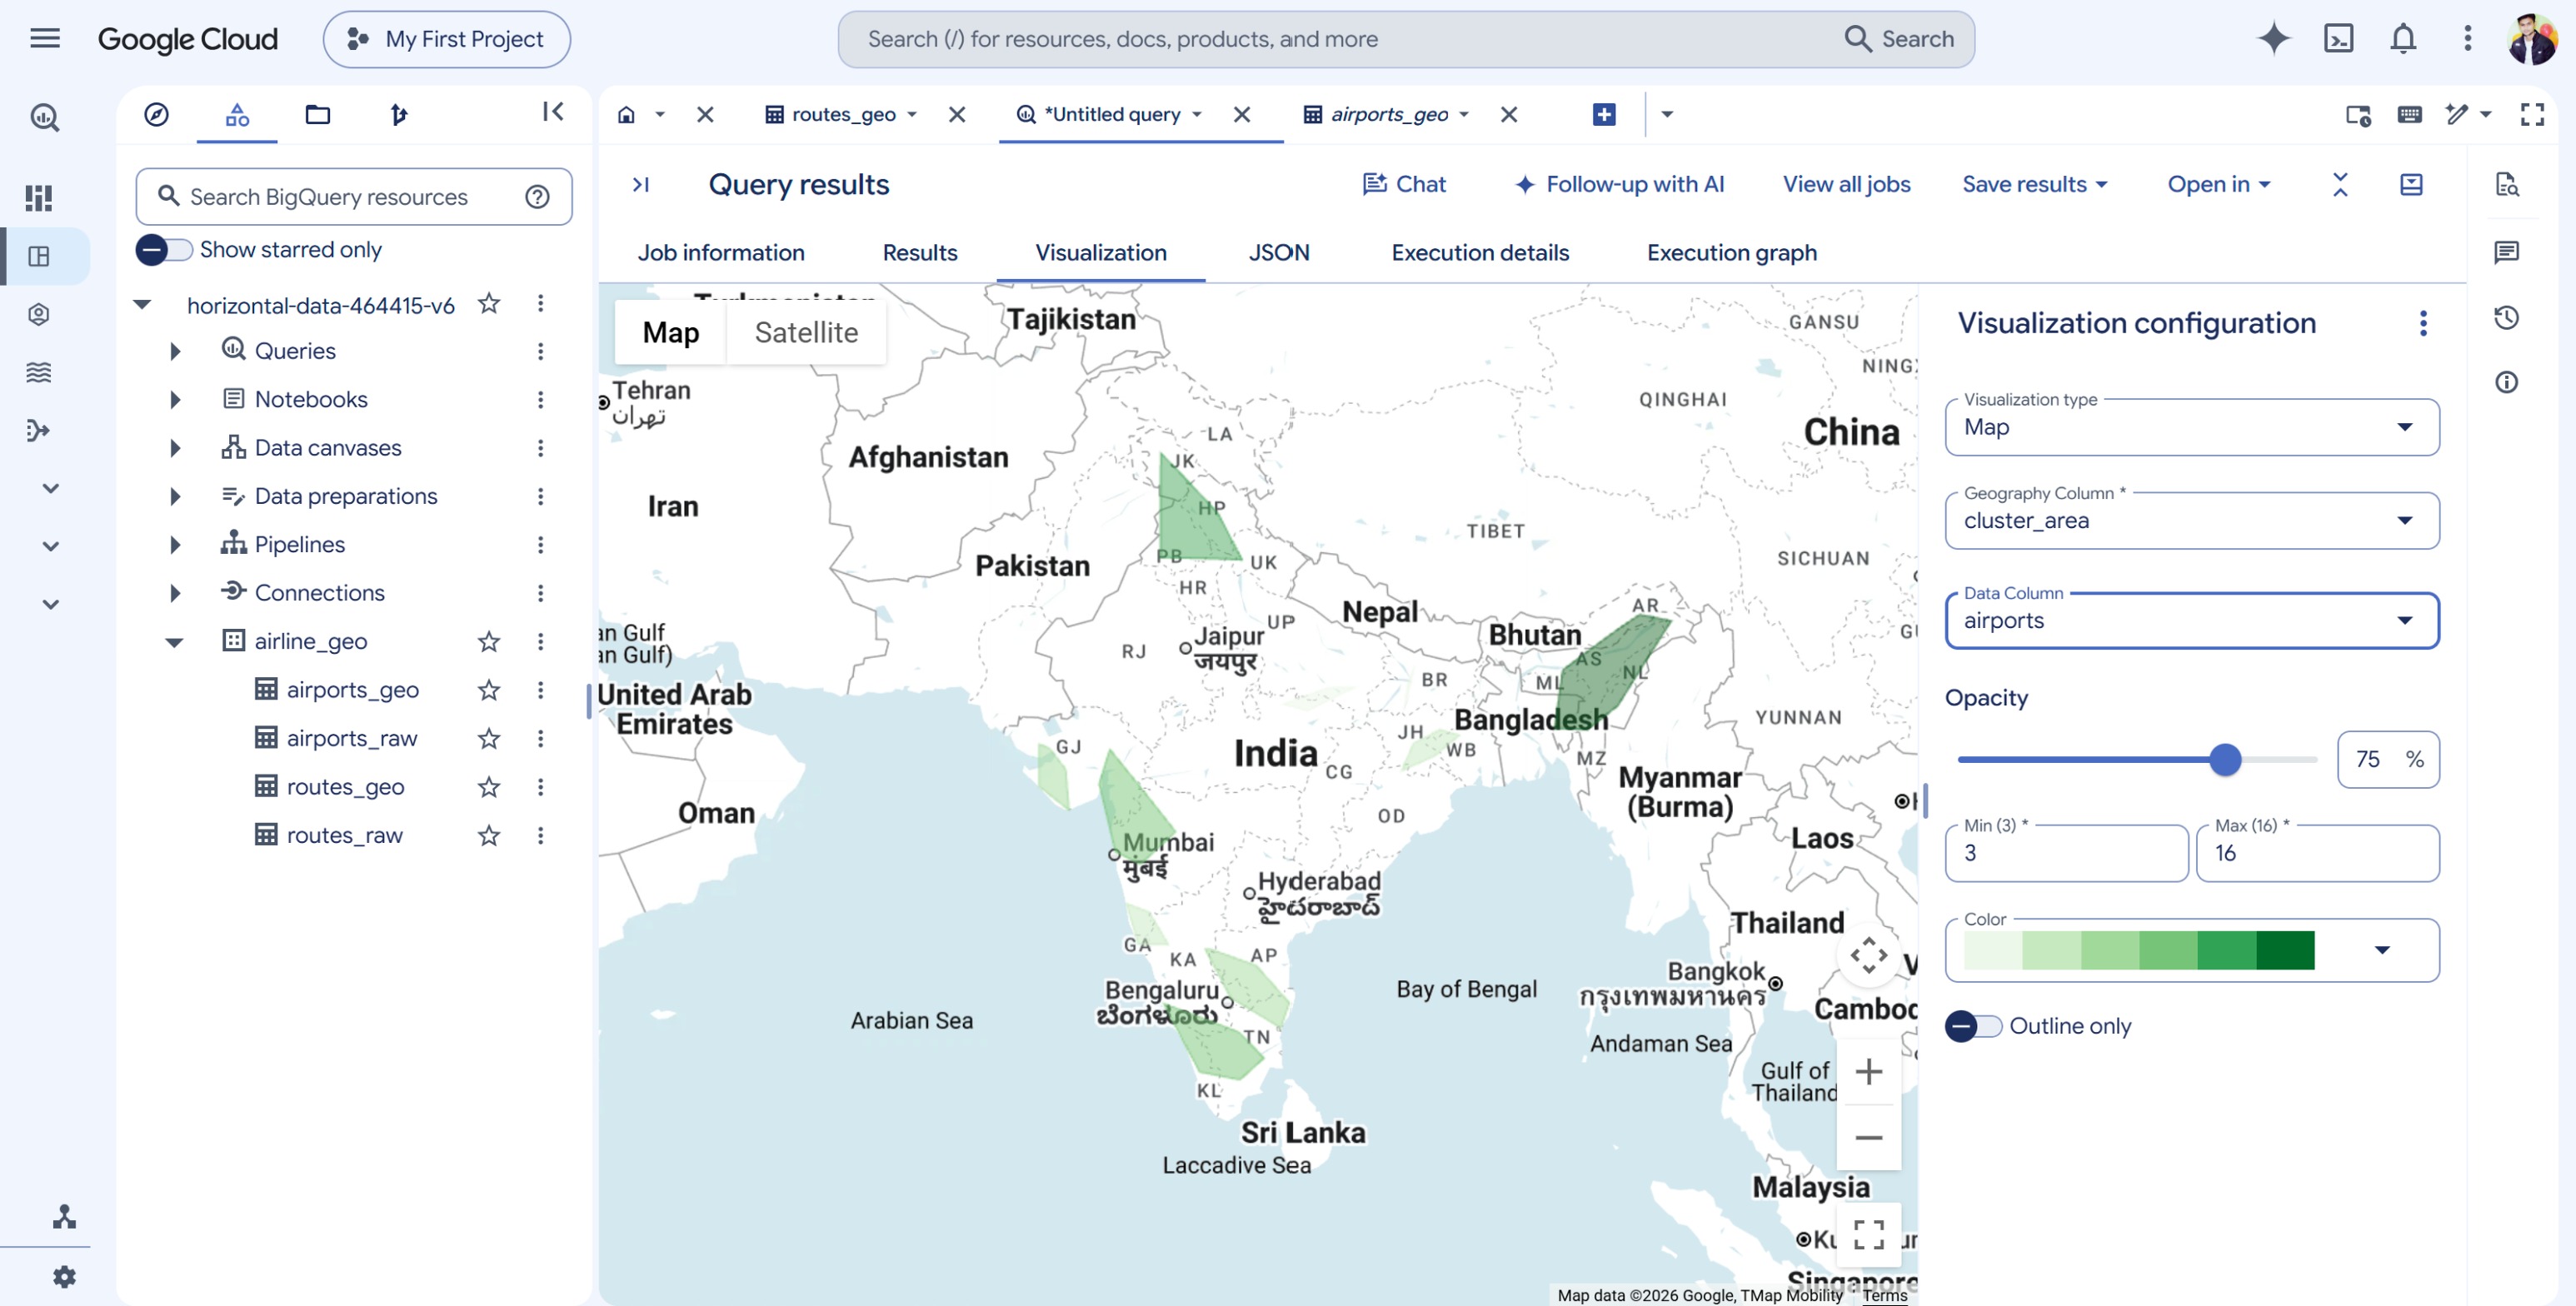 Google Cloud
My First Project
Search (/) for resources, docs, products, and more
Search
routes_geo
*Untitled query
airports_geo
Search BigQuery resources
Show starred only
horizontal-data-464415-v6
Queries
Notebooks
Data canvases
Data preparations
Pipelines
Connections
airline_geo
airports_geo
airports_raw
routes_geo
routes_raw
Query results
Chat
Follow-up with AI
View all jobs
Save results
Open in
Job information
Results
Visualization
JSON
Execution details
Execution graph
Map
Satellite
Turkmenistan
Tajikistan
GANSU
Tehran
تهران
QINGHAI
LA
China
Afghanistan
JK
Iran
HP
TIBET
PB
Pakistan
UK
SICHUAN
HR
Nepal
AR
UP
an Gulf
an Gulf)
Jaipur
जयपुर
Bhutan
RJ
AS
NL
ML
BR
United Arab
Emirates
Bangladesh
YUNNAN
JH
GJ
WB
India
MZ
CG
Myanmar
(Burma)
Oman
OD
Mumbai
मुंबई
Laos
Hyderabad
హైదరాబాద్
Thailand
GA
KA
AP
Bangkok
กรุงเทพมหานคร
Bengaluru
ಬೆಂಗಳೂರು
Bay of Bengal
Arabian Sea
TN
Andaman Sea
Gulf of
Thailand
KL
Sri Lanka
Laccadive Sea
Malaysia
Singapore
Map data ©2026 Google, TMap Mobility
Terms
Visualization configuration
Visualization type
Map
Geography Column *
cluster_area
Data Column
airports
Opacity
75 %
Min (3) *
3
Max (16) *
16
Color
Outline only